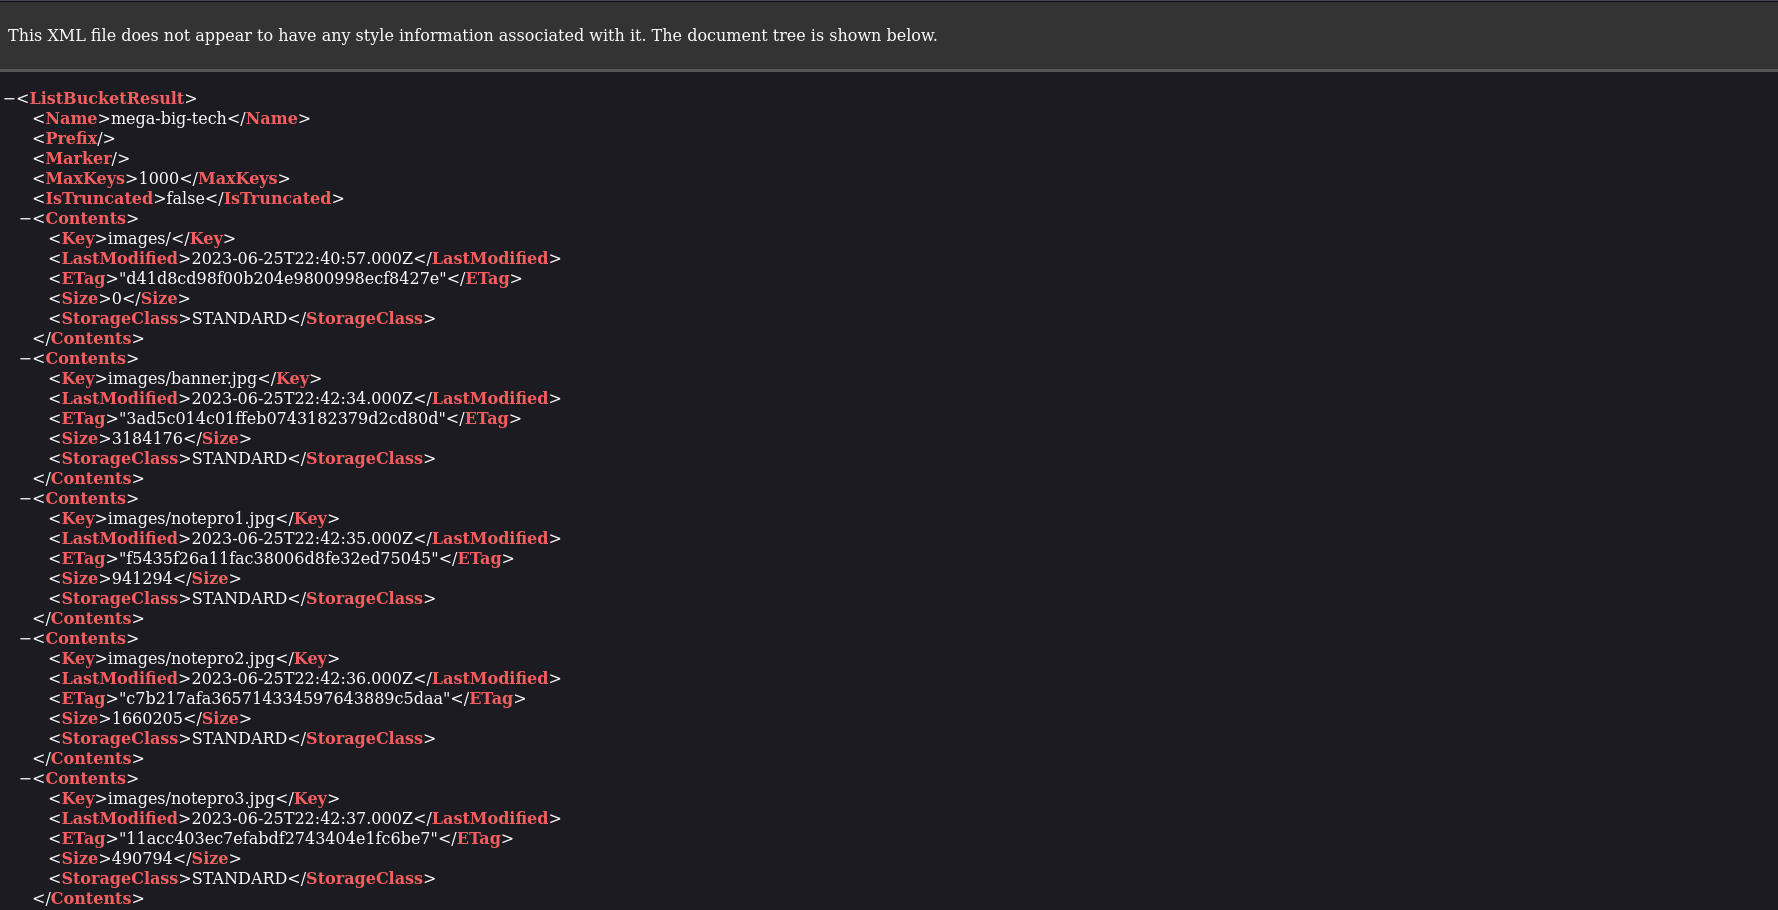 This XML file does not appear to have any style information associated with it. The document tree is shown below.
−<ListBucketResult>
<Name>mega-big-tech</Name>
<Prefix/>
<Marker/>
<MaxKeys>1000</MaxKeys>
<IsTruncated>false</IsTruncated>
−<Contents>
<Key>images/</Key>
<LastModified>2023-06-25T22:40:57.000Z</LastModified>
<ETag>"d41d8cd98f00b204e9800998ecf8427e"</ETag>
<Size>0</Size>
<StorageClass>STANDARD</StorageClass>
</Contents>
−<Contents>
<Key>images/banner.jpg</Key>
<LastModified>2023-06-25T22:42:34.000Z</LastModified>
<ETag>"3ad5c014c01ffeb0743182379d2cd80d"</ETag>
<Size>3184176</Size>
<StorageClass>STANDARD</StorageClass>
</Contents>
−<Contents>
<Key>images/notepro1.jpg</Key>
<LastModified>2023-06-25T22:42:35.000Z</LastModified>
<ETag>"f5435f26a11fac38006d8fe32ed75045"</ETag>
<Size>941294</Size>
<StorageClass>STANDARD</StorageClass>
</Contents>
−<Contents>
<Key>images/notepro2.jpg</Key>
<LastModified>2023-06-25T22:42:36.000Z</LastModified>
<ETag>"c7b217afa365714334597643889c5daa"</ETag>
<Size>1660205</Size>
<StorageClass>STANDARD</StorageClass>
</Contents>
−<Contents>
<Key>images/notepro3.jpg</Key>
<LastModified>2023-06-25T22:42:37.000Z</LastModified>
<ETag>"11acc403ec7efabdf2743404e1fc6be7"</ETag>
<Size>490794</Size>
<StorageClass>STANDARD</StorageClass>
</Contents>